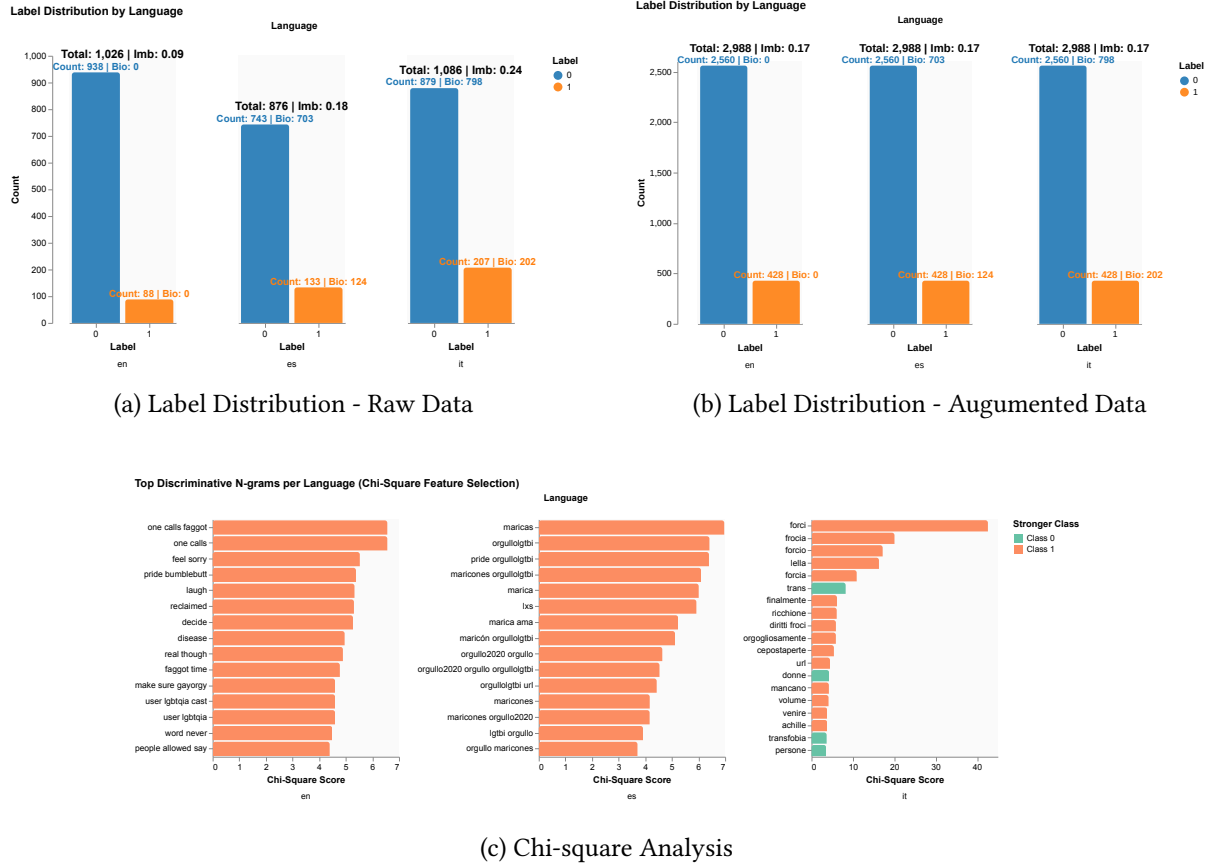 Label Distribution by Language
Language
Total: 1,026 | Imb: 0.09
Count: 938 | Bio: 0
Total: 876 | Imb: 0.18
Count: 743 | Bio: 703
Total: 1,086 | Imb: 0.24
Count: 879 | Bio: 798
Label
0
1
1,000
900
800
700
600
500
400
300
200
100
0
Count
Count: 88 | Bio: 0
Count: 133 | Bio: 124
Count: 207 | Bio: 202
0 1 0 1 0 1
Label Label Label
en es it
(a) Label Distribution - Raw Data
Label Distribution by Language
Language
Total: 2,988 | Imb: 0.17
Count: 2,560 | Bio: 0
Total: 2,988 | Imb: 0.17
Count: 2,560 | Bio: 703
Total: 2,988 | Imb: 0.17
Count: 2,560 | Bio: 798
Label
0
1
2,500
2,000
1,500
1,000
500
0
Count
Count: 428 | Bio: 0
Count: 428 | Bio: 124
Count: 428 | Bio: 202
0 1 0 1 0 1
Label Label Label
en es it
(b) Label Distribution - Augumented Data
Top Discriminative N-grams per Language (Chi-Square Feature Selection)
Language
one calls faggot
one calls
feel sorry
pride bumblebutt
laugh
reclaimed
decide
disease
real though
faggot time
make sure gayorgy
user lgbtqia cast
user lgbtqia
word never
people allowed say
0 1 2 3 4 5 6 7
Chi-Square Score
en
maricas
orgullolgtbi
pride orgullolgtbi
maricones orgullolgtbi
marica
lxs
marica ama
maricón orgullolgtbi
orgullo2020 orgullo
orgullo2020 orgullo orgullolgtbi
orgullolgtbi url
maricones
maricones orgullo2020
lgtbi orgullo
orgullo maricones
0 1 2 3 4 5 6 7
Chi-Square Score
es
forci
frocia
forcio
lella
forcia
trans
finalmente
ricchione
diritti froci
orgogliosamente
cepostaperte
url
donne
mancano
volume
venire
achille
transfobia
persone
0 10 20 30 40
Chi-Square Score
it
Stronger Class
Class 0
Class 1
(c) Chi-square Analysis